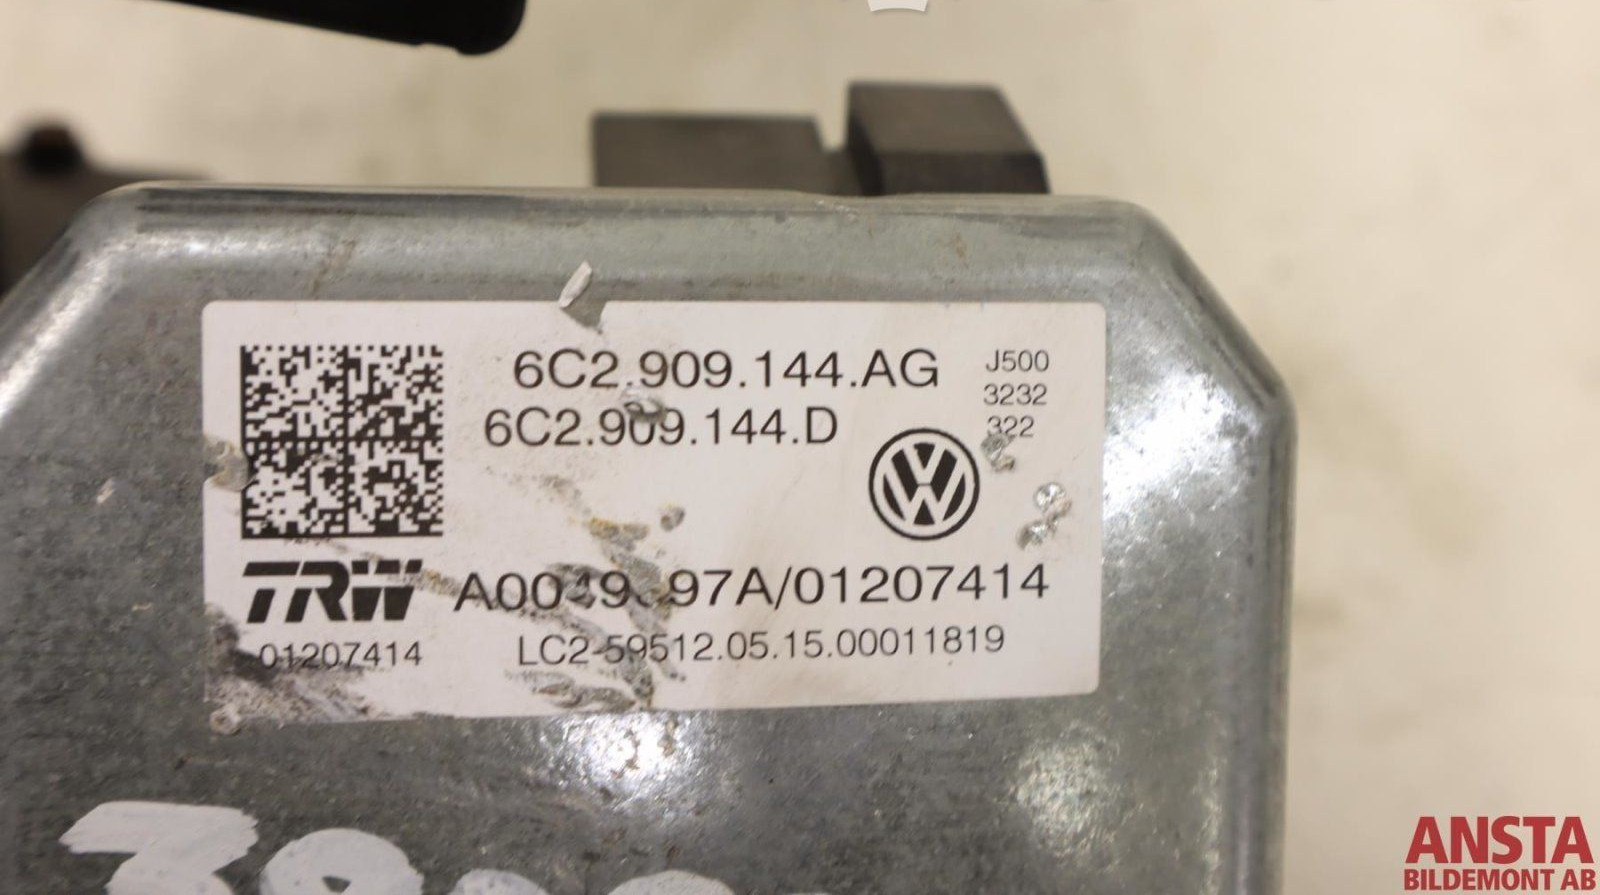 6C2.909.144.AG
J500
6C2.909.144.D
3232
322
TRW
01207414
LC2-59512.05.15.00011819
ANSTA
BILDEMONT AB